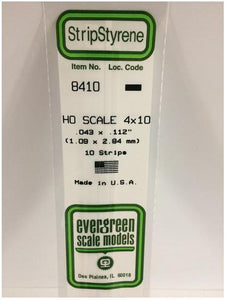 StripStyrene
Item No. Loc. Code
8410
HO SCALE 4x10
.043 x .112"
(1.09 x 2.84 mm)
10 Strips
Made in U.S.A.
evergreen
scale models
Des Plaines, IL 60018